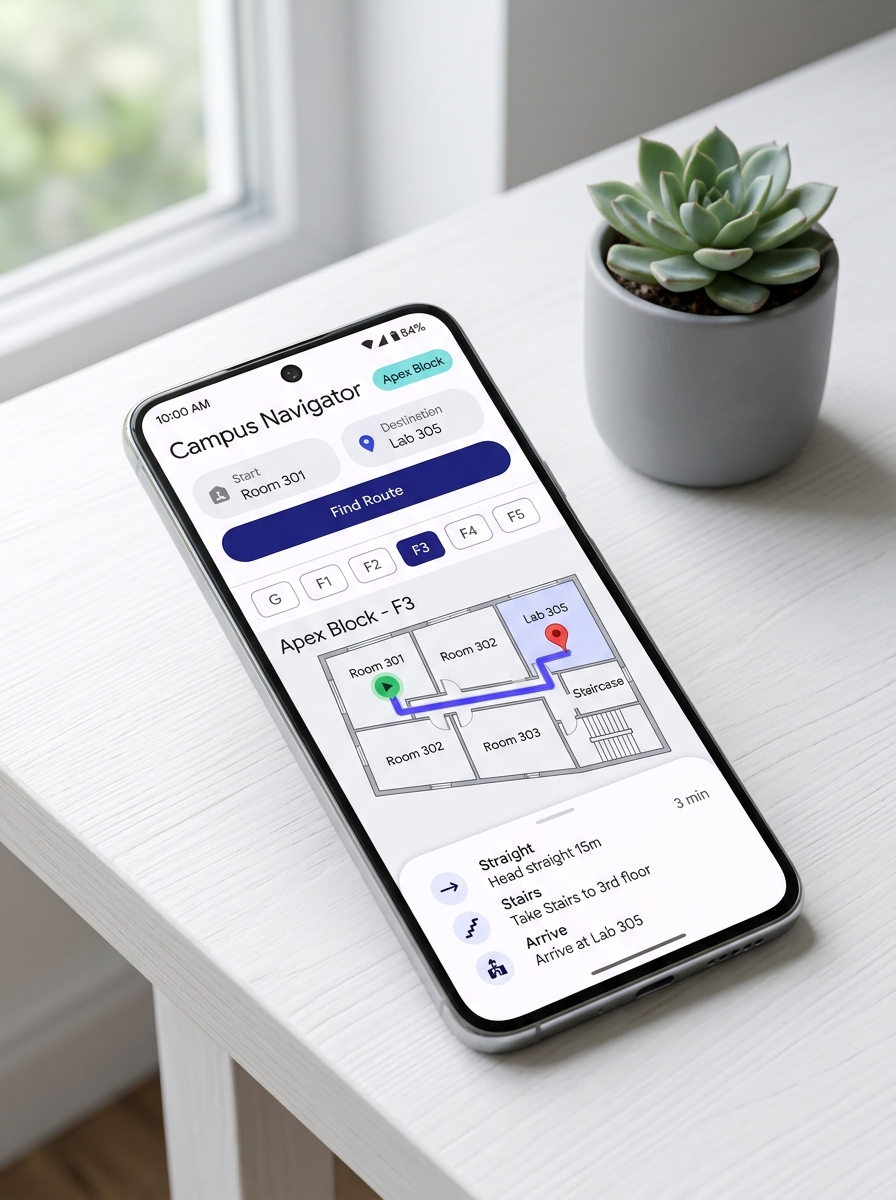 10:00 AM
84%
Campus Navigator
Apex Block
Start
Room 301
Destination
Lab 305
Find Route
G
F1
F2
F3
F4
F5
Apex Block - F3
Room 301
Room 302
Lab 305
Staircase
Room 302
Room 303
3 min
Straight
Head straight 15m
Stairs
Take Stairs to 3rd floor
Arrive
Arrive at Lab 305